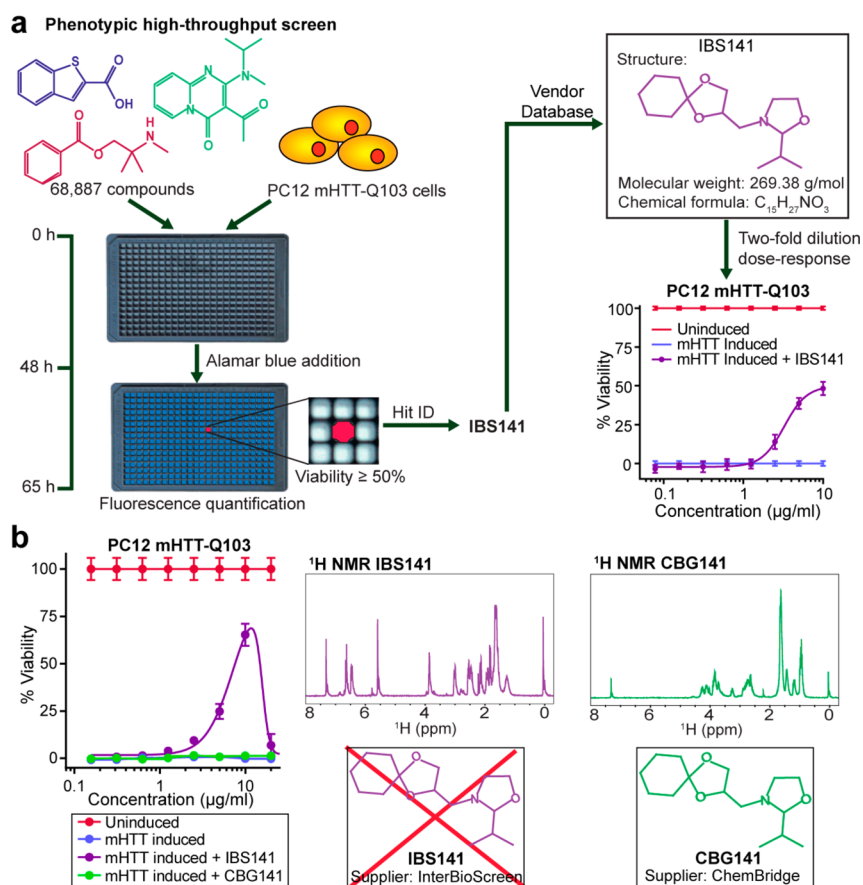 a Phenotypic high-throughput screen
S
O
OH
N
N
N
O
O
O
O
H
N
68,887 compounds
PC12 mHTT-Q103 cells
0 h
48 h
65 h
Alamar blue addition
Fluorescence quantification
Viability ≥ 50%
Hit ID
IBS141
Vendor
Database
IBS141
Structure:
O
O
N
O
Molecular weight: 269.38 g/mol
Chemical formula: C₁₅H₂₇NO₃
Two-fold dilution
dose-response
PC12 mHTT-Q103
Uninduced
mHTT Induced
mHTT Induced + IBS141
% Viability
100
75
50
25
0
0.1 1 10
Concentration (µg/ml)
b
PC12 mHTT-Q103
% Viability
100
75
50
25
0
0.1 1 10
Concentration (µg/ml)
Uninduced
mHTT induced
mHTT induced + IBS141
mHTT induced + CBG141
¹H NMR IBS141
8 6 4 2 0
¹H (ppm)
O
O
N
O
IBS141
Supplier: InterBioScreen
¹H NMR CBG141
8 6 4 2 0
¹H (ppm)
O
O
N
O
CBG141
Supplier: ChemBridge